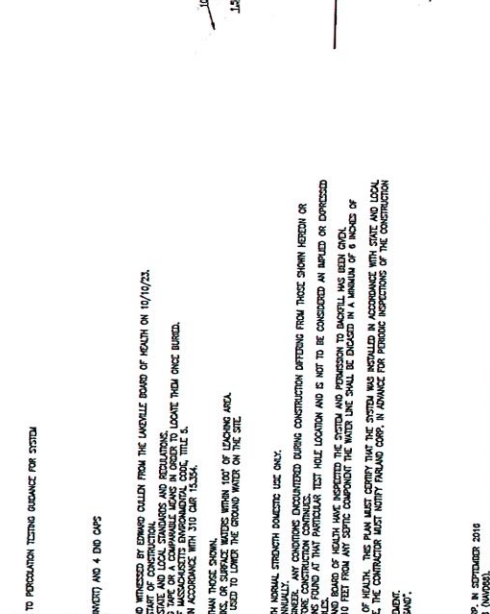 TO PERCOLATION TESTING GUIDANCE FOR SYSTEM
(INVERT) AND 4 END CAPS
WITNESSED BY EDWARD CULLEN FROM THE LAKEVILLE BOARD OF HEALTH ON 10/10/23.
START OF CONSTRUCTION.
STATE AND LOCAL STANDARDS AND REGULATIONS.
TAPE OR A COMPARABLE MEANS IN ORDER TO LOCATE THEM ONCE BURIED.
MASSACHUSETTS ENVIRONMENTAL CODE, TITLE 5.
IN ACCORDANCE WITH 310 CMR 15.354.
THAN THOSE SHOWN.
OR SURFACE WATERS WITHIN 100' OF LEACHING AREA.
USED TO LOWER THE GROUND WATER ON THE SITE.
NORMAL STRENGTH DOMESTIC USE ONLY.
ANY CONDITIONS ENCOUNTERED DURING CONSTRUCTION DIFFERING FROM THOSE SHOWN HEREON OR
CONSTRUCTION CONTINUES.
FOUND AT THAT PARTICULAR TEST HOLE LOCATION AND IS NOT TO BE CONSIDERED AN IMPLIED OR EXPRESSED
BOARD OF HEALTH HAVE INSPECTED THE SYSTEM AND PERMISSION TO BACKFILL HAS BEEN GIVEN.
10 FEET FROM ANY SEPTIC COMPONENT THE WATER LINE SHALL BE ENCASED IN A MINIMUM OF 6 INCHES OF
OF HEALTH. THIS PLAN MUST CERTIFY THAT THE SYSTEM WAS INSTALLED IN ACCORDANCE WITH STATE AND LOCAL
THE CONTRACTOR MUST NOTIFY FARLAND CORP. IN ADVANCE FOR PERIODIC INSPECTIONS OF THE CONSTRUCTION
IN SEPTEMBER 2016